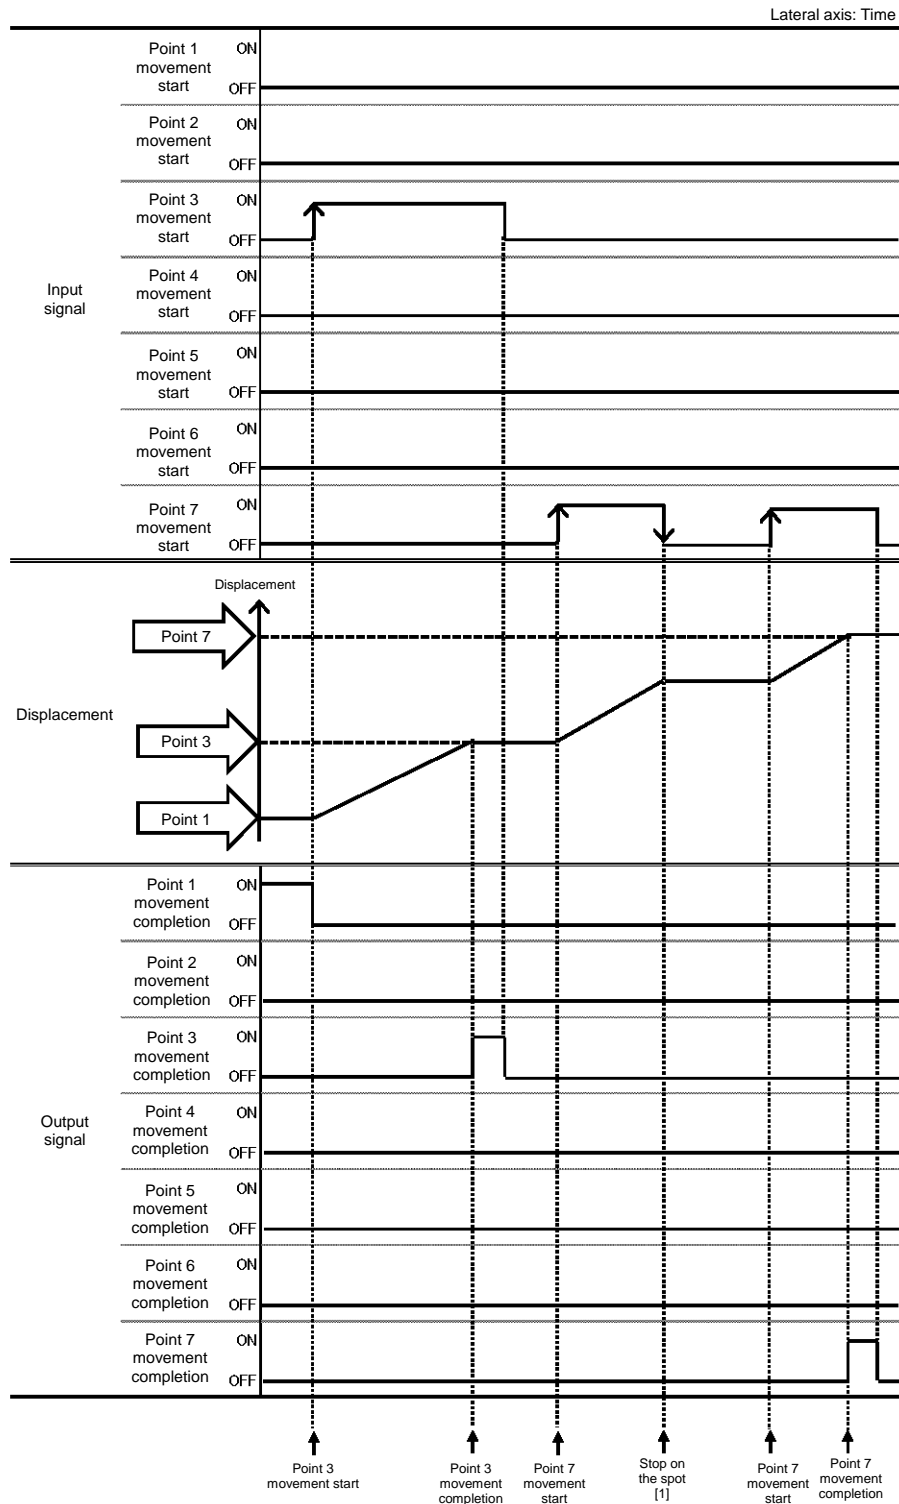 Lateral axis: Time
Input
signal
Point 1
movement
start
ON
OFF
Point 2
movement
start
ON
OFF
Point 3
movement
start
ON
OFF
Point 4
movement
start
ON
OFF
Point 5
movement
start
ON
OFF
Point 6
movement
start
ON
OFF
Point 7
movement
start
ON
OFF
Displacement
Displacement
Point 7
Point 3
Point 1
Output
signal
Point 1
movement
completion
ON
OFF
Point 2
movement
completion
ON
OFF
Point 3
movement
completion
ON
OFF
Point 4
movement
completion
ON
OFF
Point 5
movement
completion
ON
OFF
Point 6
movement
completion
ON
OFF
Point 7
movement
completion
ON
OFF
Point 3
movement start
Point 3
movement
completion
Point 7
movement
start
Stop on
the spot
[1]
Point 7
movement
start
Point 7
movement
completion